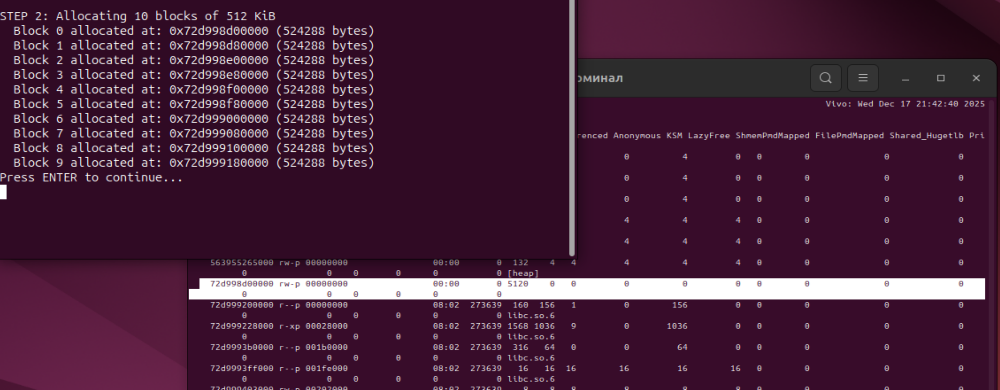 STEP 2: Allocating 10 blocks of 512 KiB
Block 0 allocated at: 0x72d998d00000 (524288 bytes)
Block 1 allocated at: 0x72d998d80000 (524288 bytes)
Block 2 allocated at: 0x72d998e00000 (524288 bytes)
Block 3 allocated at: 0x72d998e80000 (524288 bytes)
Block 4 allocated at: 0x72d998f00000 (524288 bytes)
Block 5 allocated at: 0x72d998f80000 (524288 bytes)
Block 6 allocated at: 0x72d999000000 (524288 bytes)
Block 7 allocated at: 0x72d999080000 (524288 bytes)
Block 8 allocated at: 0x72d999100000 (524288 bytes)
Block 9 allocated at: 0x72d999180000 (524288 bytes)
Press ENTER to continue...
рминал
Vivo: Wed Dec 17 21:42:40 2025
renced Anonymous KSM LazyFree ShmemPmdMapped FilePmdMapped Shared_Hugetlb Pri
0 4 0 0 0 0 0
0 4 0 0 0 0 0
0 4 0 0 0 0 0
4 4 4 0 0 0 0
4 4 4 0 0 0 0
563955265000 rw-p 00000000 00:00 0 132 4 4 4 4 4 0 0 0 0
0 0 0 0 0 0 [heap]
72d998d00000 rw-p 00000000 00:00 0 5120 0 0 0 0 0 0 0 0 0
0 0 0 0 0 0
72d999200000 r--p 00000000 08:02 273639 160 156 1 0 156 0 0 0 0 0
0 0 0 0 0 0 libc.so.6
72d999228000 r-xp 00028000 08:02 273639 1568 1036 9 0 1036 0 0 0 0 0
0 0 0 0 0 0 libc.so.6
72d9993b0000 r--p 001b0000 08:02 273639 316 64 0 0 64 0 0 0 0 0
0 0 0 0 0 0 libc.so.6
72d9993ff000 r--p 001fe000 08:02 273639 16 16 16 16 16 16 0 0 0 0
0 0 0 0 0 0 libc.so.6
72d999403000 rw-p 00202000 08:02 273639 8 8 8 8 8 8 0 0 0 0